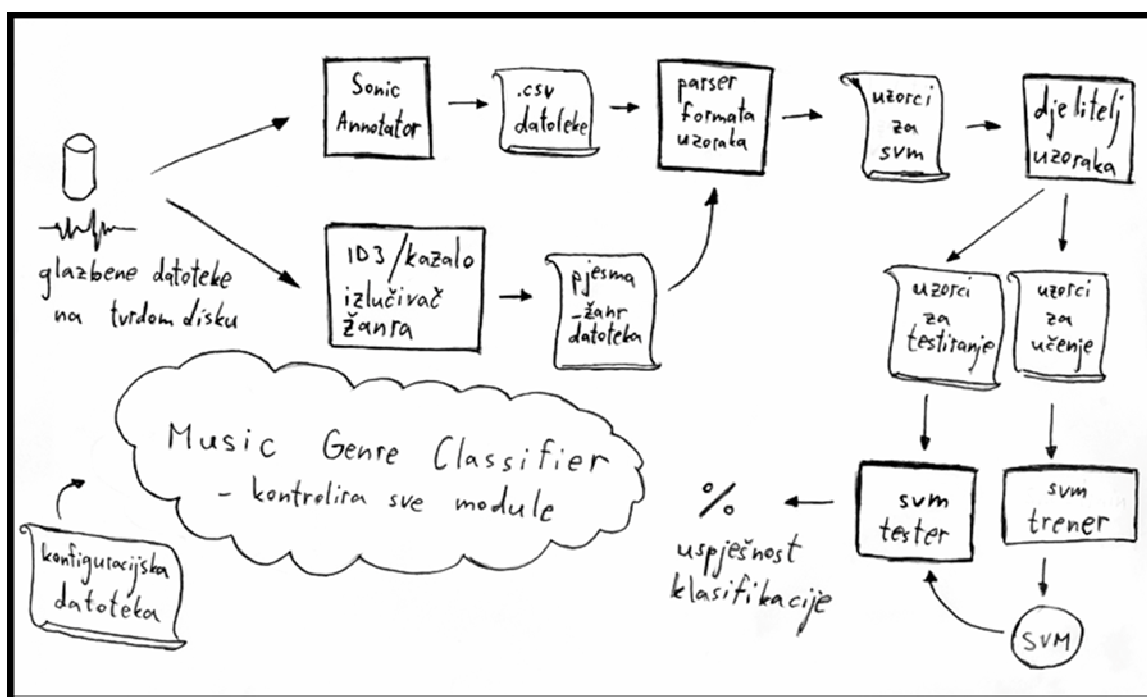 Sonic
Annotator
.csv
datoteke
parser
formata
uzoraka
uzorci
za
svm
djelitelj
uzoraka
glazbene datoteke
na tvrdom disku
ID3/kazalo
izlučivač
žanra
pjesma
-žanr
datoteka
uzorci
za
testiranje
uzorci
za
učenje
Music Genre Classifier
- kontrolira sve module
konfiguracijska
datoteka
%
uspješnost
klasifikacije
svm
tester
svm
trener
SVM